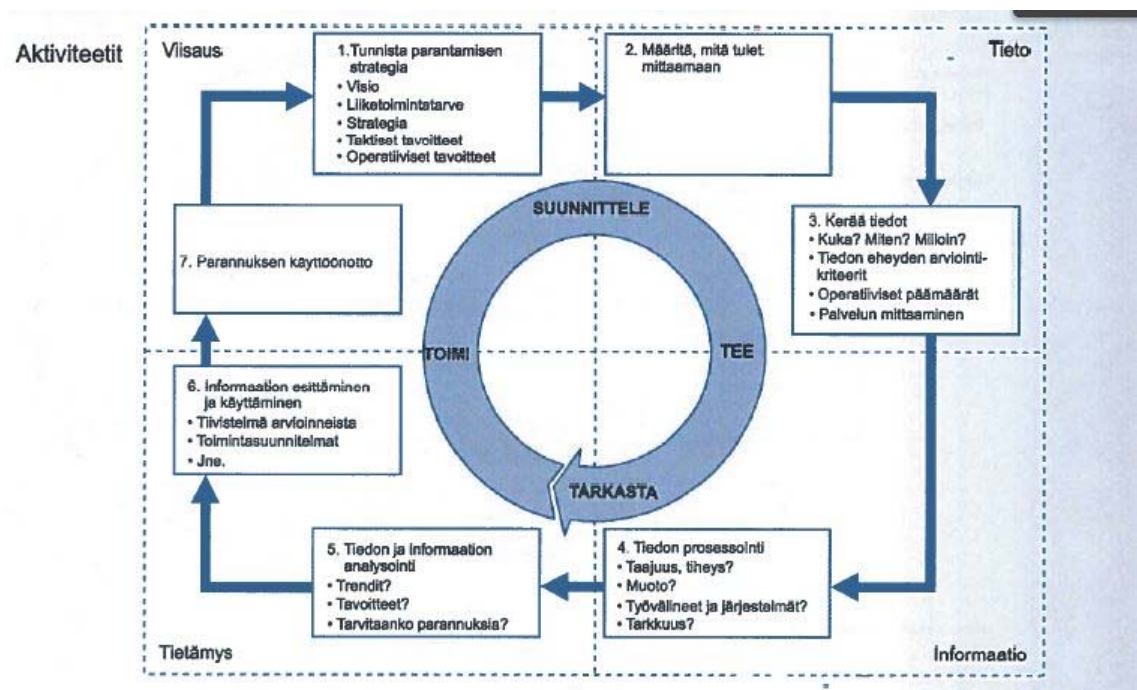 Aktiviteetit
Viisaus
1.Tunnista parantamisen
strategia
• Visio
• Liiketoimintatarve
• Strategia
• Taktiset tavoitteet
• Operatiiviset tavoitteet
2. Määritä, mitä tulet
mittaamaan
Tieto
3. Kerää tiedot
• Kuka? Miten? Milloin?
• Tiedon eheyden arviointi-
kriteerit
• Operatiiviset päämäärät
• Palvelun mittaaminen
SUUNNITTELE
TEE
TARKASTA
TOIMI
7. Parannuksen käyttöönotto
6. Informaation esittäminen
ja käyttäminen
• Tiivistelmä arvioinneista
• Toimintasuunnitelmat
• Jne.
5. Tiedon ja informaation
analysointi
• Trendit?
• Tavoitteet?
• Tarvitaanko parannuksia?
4. Tiedon prosessointi
• Taajuus, tiheys?
• Muoto?
• Työvälineet ja järjestelmät?
• Tarkkuus?
Tietämys
Informaatio